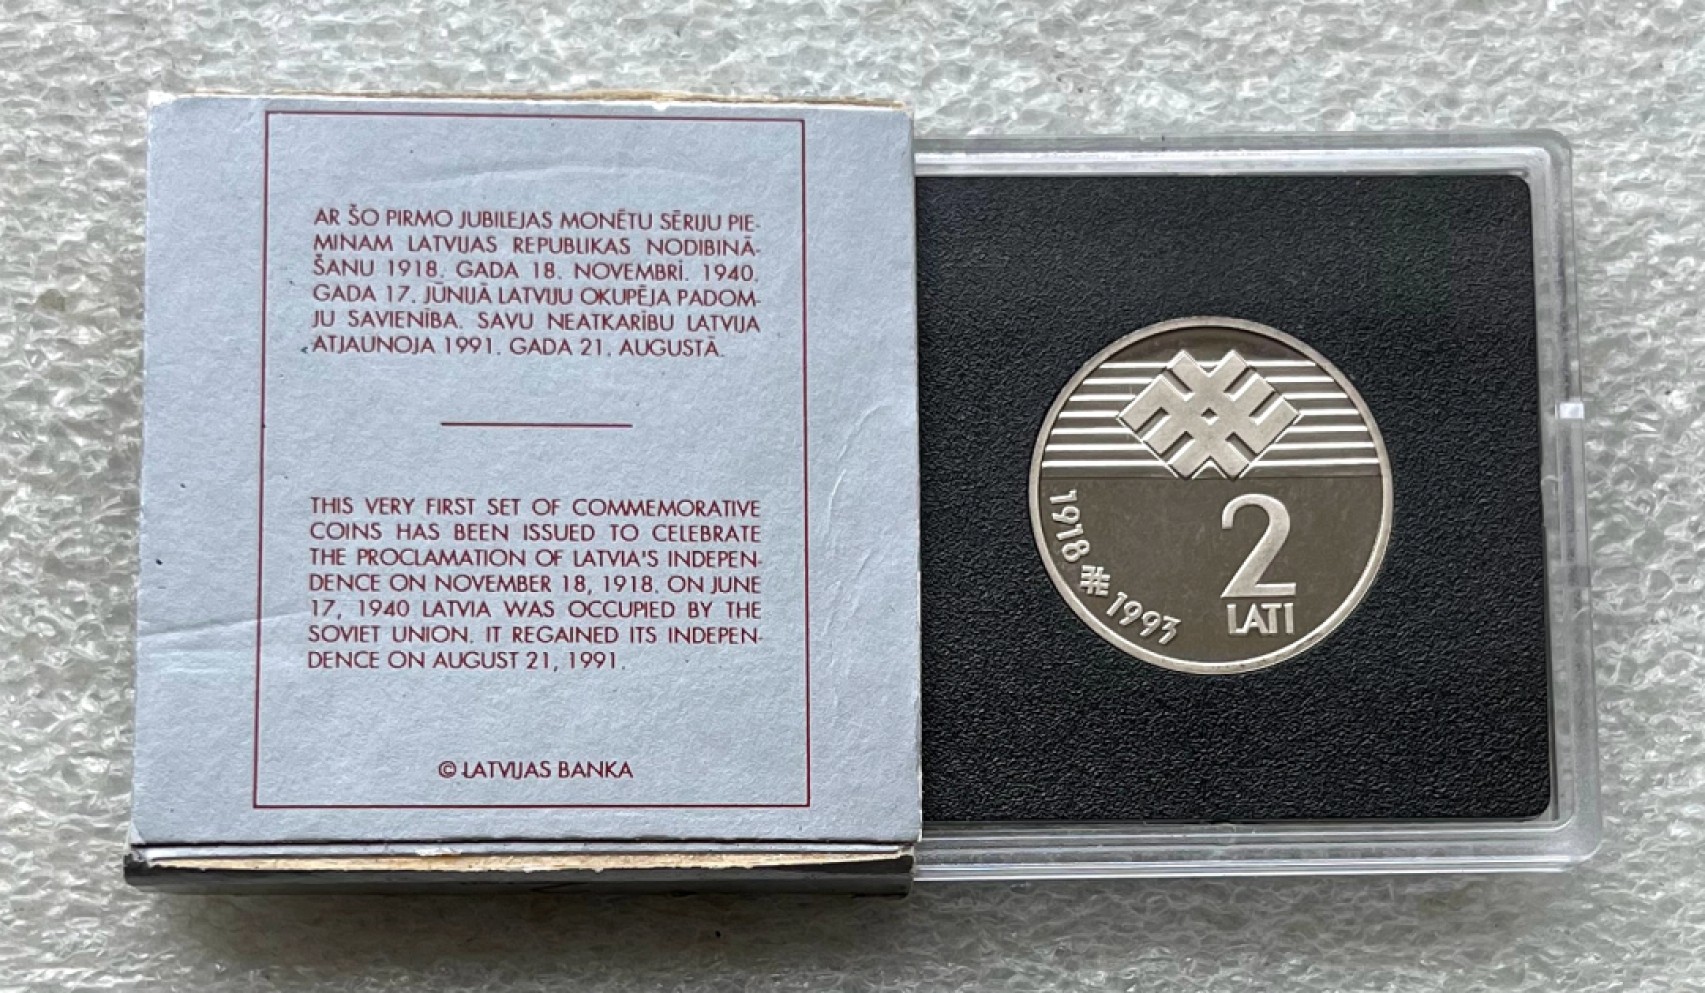 AR ŠO PIRMO JUBILEJAS MONĒTU SĒRIJU PIE-
MINAM LATVIJAS REPUBLIKAS NODIBINĀ-
ŠANU 1918. GADA 18. NOVEMBRĪ. 1940.
GADA 17. JŪNIJĀ LATVIJU OKUPĒJA PADOM-
JU SAVIENĪBA. SAVU NEATKARĪBU LATVIJA
ATJAUNOJA 1991. GADA 21. AUGUSTĀ.
THIS VERY FIRST SET OF COMMEMORATIVE
COINS HAS BEEN ISSUED TO CELEBRATE
THE PROCLAMATION OF LATVIA'S INDEPEN-
DENCE ON NOVEMBER 18, 1918. ON JUNE
17, 1940 LATVIA WAS OCCUPIED BY THE
SOVIET UNION. IT REGAINED ITS INDEPEN-
DENCE ON AUGUST 21, 1991.
© LATVIJAS BANKA
2
LATI
1918 1993